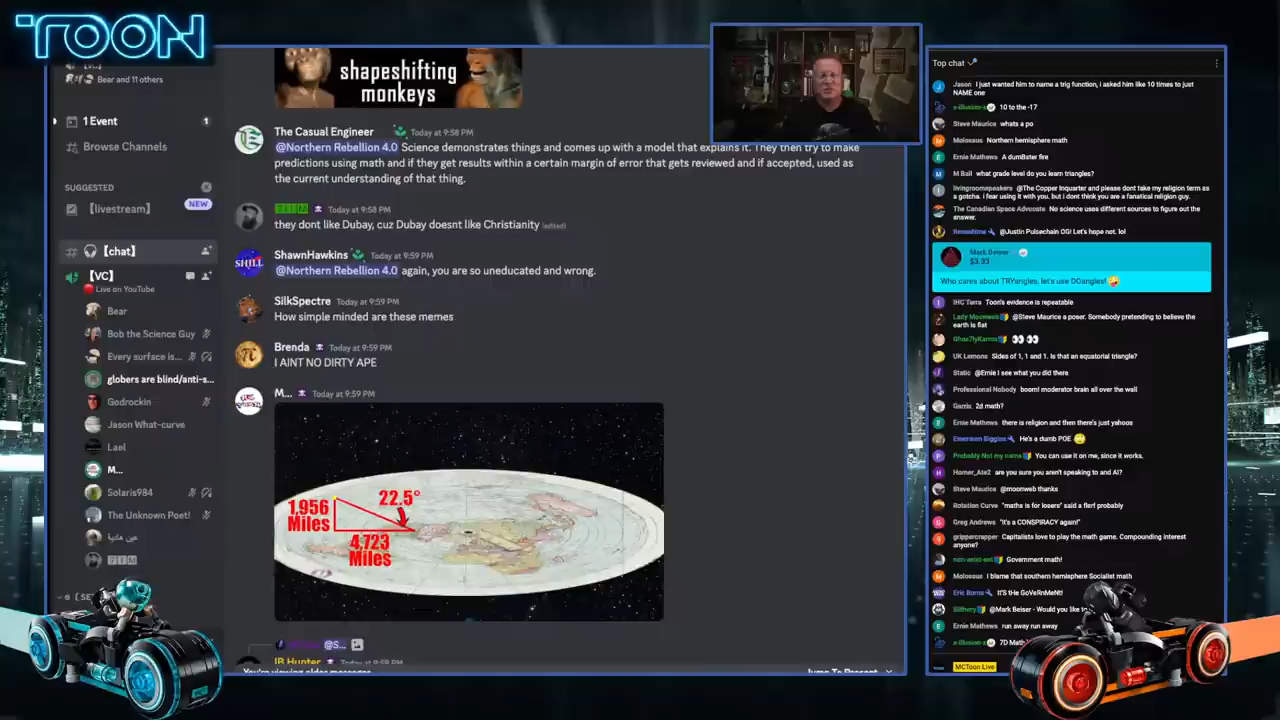 TOON
Bear and 11 others
1 Event
1
Browse Channels
SUGGESTED
[livestream]
NEW
【chat】
【VC】
Live on YouTube
Bear
Bob the Science Guy
Every surface is...
globers are blind/anti-s...
Godrockin
Jason What-curve
Lael
M...
Solaris984
The Unknown Poet!
shapeshifting
monkeys
The Casual Engineer Today at 9:58 PM
@Northern Rebellion 4.0 Science demonstrates things and comes up with a model that explains it. They then try to make
predictions using math and if they get results within a certain margin of error that gets reviewed and if accepted, used as
the current understanding of that thing.
Today at 9:58 PM
they dont like Dubay, cuz Dubay doesnt like Christianity (edited)
SHILL
ShawnHawkins Today at 9:59 PM
@Northern Rebellion 4.0 again, you are so uneducated and wrong.
SilkSpectre Today at 9:59 PM
How simple minded are these memes
Brenda Today at 9:59 PM
I AINT NO DIRTY APE
M... Today at 9:59 PM
1,956
Miles
22.5°
4,723
Miles
@S...
JB Hunter Today at 9:59 PM
You're viewing older messages
Jump To Present
Top chat
Jason I just wanted him to name a trig function, i asked him like 10 times to just
NAME one
x-illusion-x 10 to the -17
Steve Maurice whats a po
Molosaus Northern hemisphere math
Ernie Mathews A dumBster fire
M Ball what grade level do you learn triangles?
livingroomspeakers @The Copper Inquarter and please dont take my religion term as
a gotcha. i fear using it with you. but i dont think you are a fanatical religion guy.
The Canadian Space Advocate No science uses different sources to figure out the
answer.
@Justin Pulsechain OG! Let's hope not. lol
$3.33
Who cares about TRYangles, let's use DOangles!
IHC Terra Toon's evidence is repeatable
Lady Moonweb @Steve Maurice a poser. Somebody pretending to believe the
earth is flat
Ghox7lyKarma
UK Lemons Sides of 1, 1 and 1. Is that an equatorial triangle?
Static @Ernie I see what you did there
Professional Nobody boom! moderator brain all over the wall
Garris 2d math?
Ernie Mathews there is religion and then there's just yahoos
Emerson Biggins He's a dumb POE
Probably Not my name You can use it on me, since it works.
Homer_Ate2 are you sure you aren't speaking to and AI?
Steve Maurice @moonweb thanks
Rotation Curve "maths is for losers" said a flerf probably
Greg Andrews "It's a CONSPIRACY again!"
grippercrapper Capitalists love to play the math game. Compounding interest
anyone?
Government math!
Molosaus I blame that southern hemisphere Socialist math
Eric Borne It'S tHe GoVeRnMeNt!
Slithery @Mark Beiser - Would you like to
Ernie Mathews run away run away
x-illusion-x 7D Math
MCToon Live